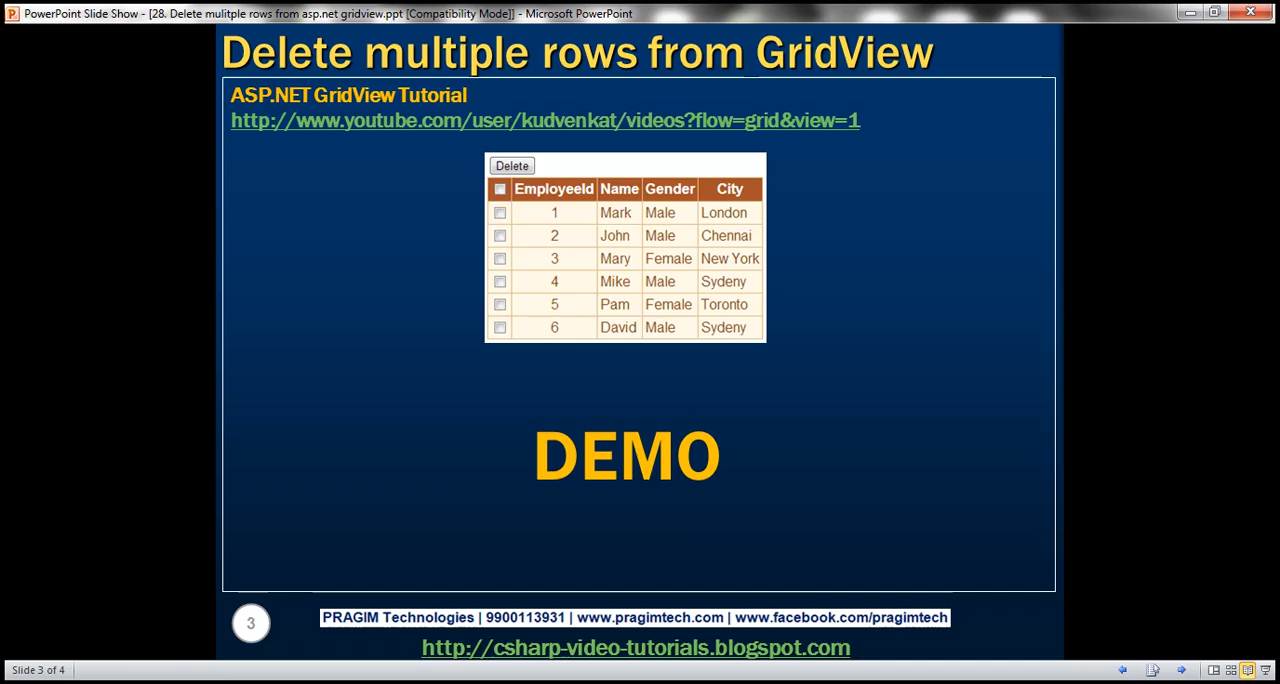 PowerPoint Slide Show - [28. Delete mulitple rows from asp.net gridview.ppt [Compatibility Mode]] - Microsoft PowerPoint
Delete multiple rows from GridView
ASP.NET GridView Tutorial
http://www.youtube.com/user/kudvenkat/videos?flow=grid&view=1
Delete
EmployeeId Name Gender City
1 Mark Male London
2 John Male Chennai
3 Mary Female New York
4 Mike Male Sydeny
5 Pam Female Toronto
6 David Male Sydeny
DEMO
3
PRAGIM Technologies | 9900113931 | www.pragimtech.com | www.facebook.com/pragimtech
http://csharp-video-tutorials.blogspot.com
Slide 3 of 4